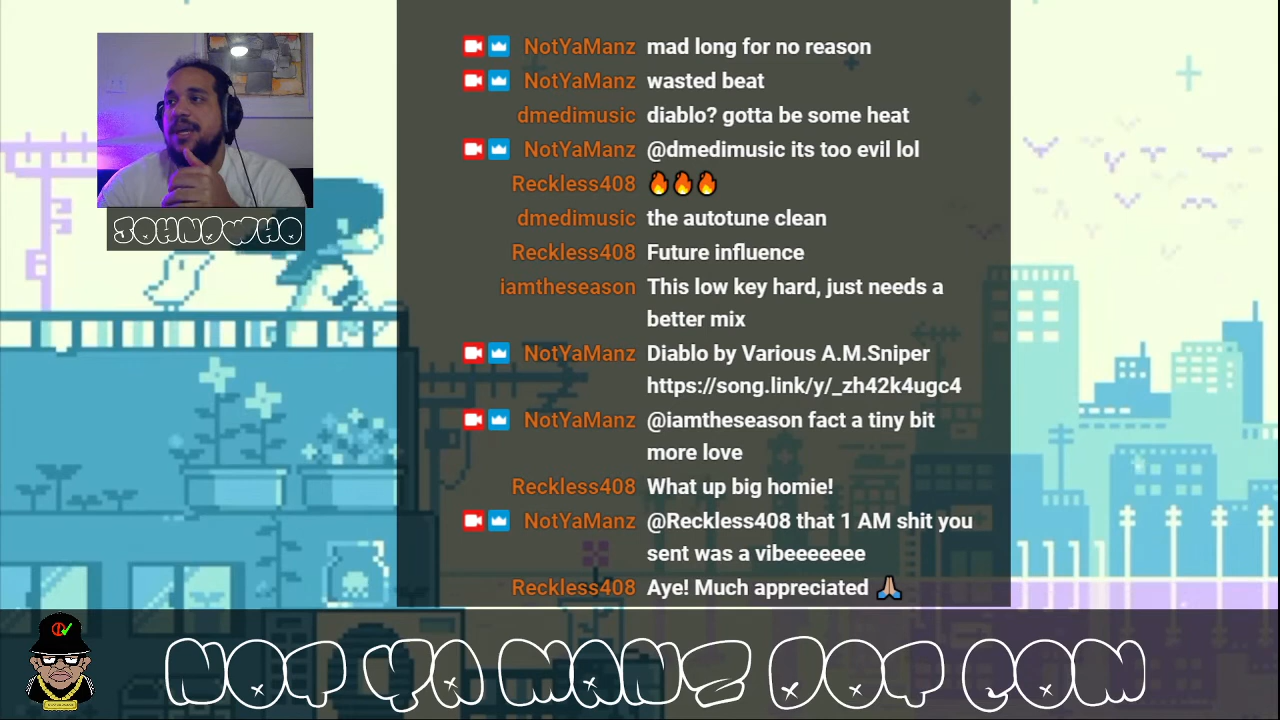 NotYaManz mad long for no reason
NotYaManz wasted beat
dmedimusic diablo? gotta be some heat
NotYaManz @dmedimusic its too evil lol
Reckless408 🔥🔥🔥
dmedimusic the autotune clean
Reckless408 Future influence
iamtheseason This low key hard, just needs a
better mix
NotYaManz Diablo by Various A.M.Sniper
https://song.link/y/_zh42k4ugc4
NotYaManz @iamtheseason fact a tiny bit
more love
Reckless408 What up big homie!
NotYaManz @Reckless408 that 1 AM shit you
sent was a vibeeeeeee
Reckless408 Aye! Much appreciated 🙏🏼
JOHNOWHO
NOT YA MANZ DOT COM